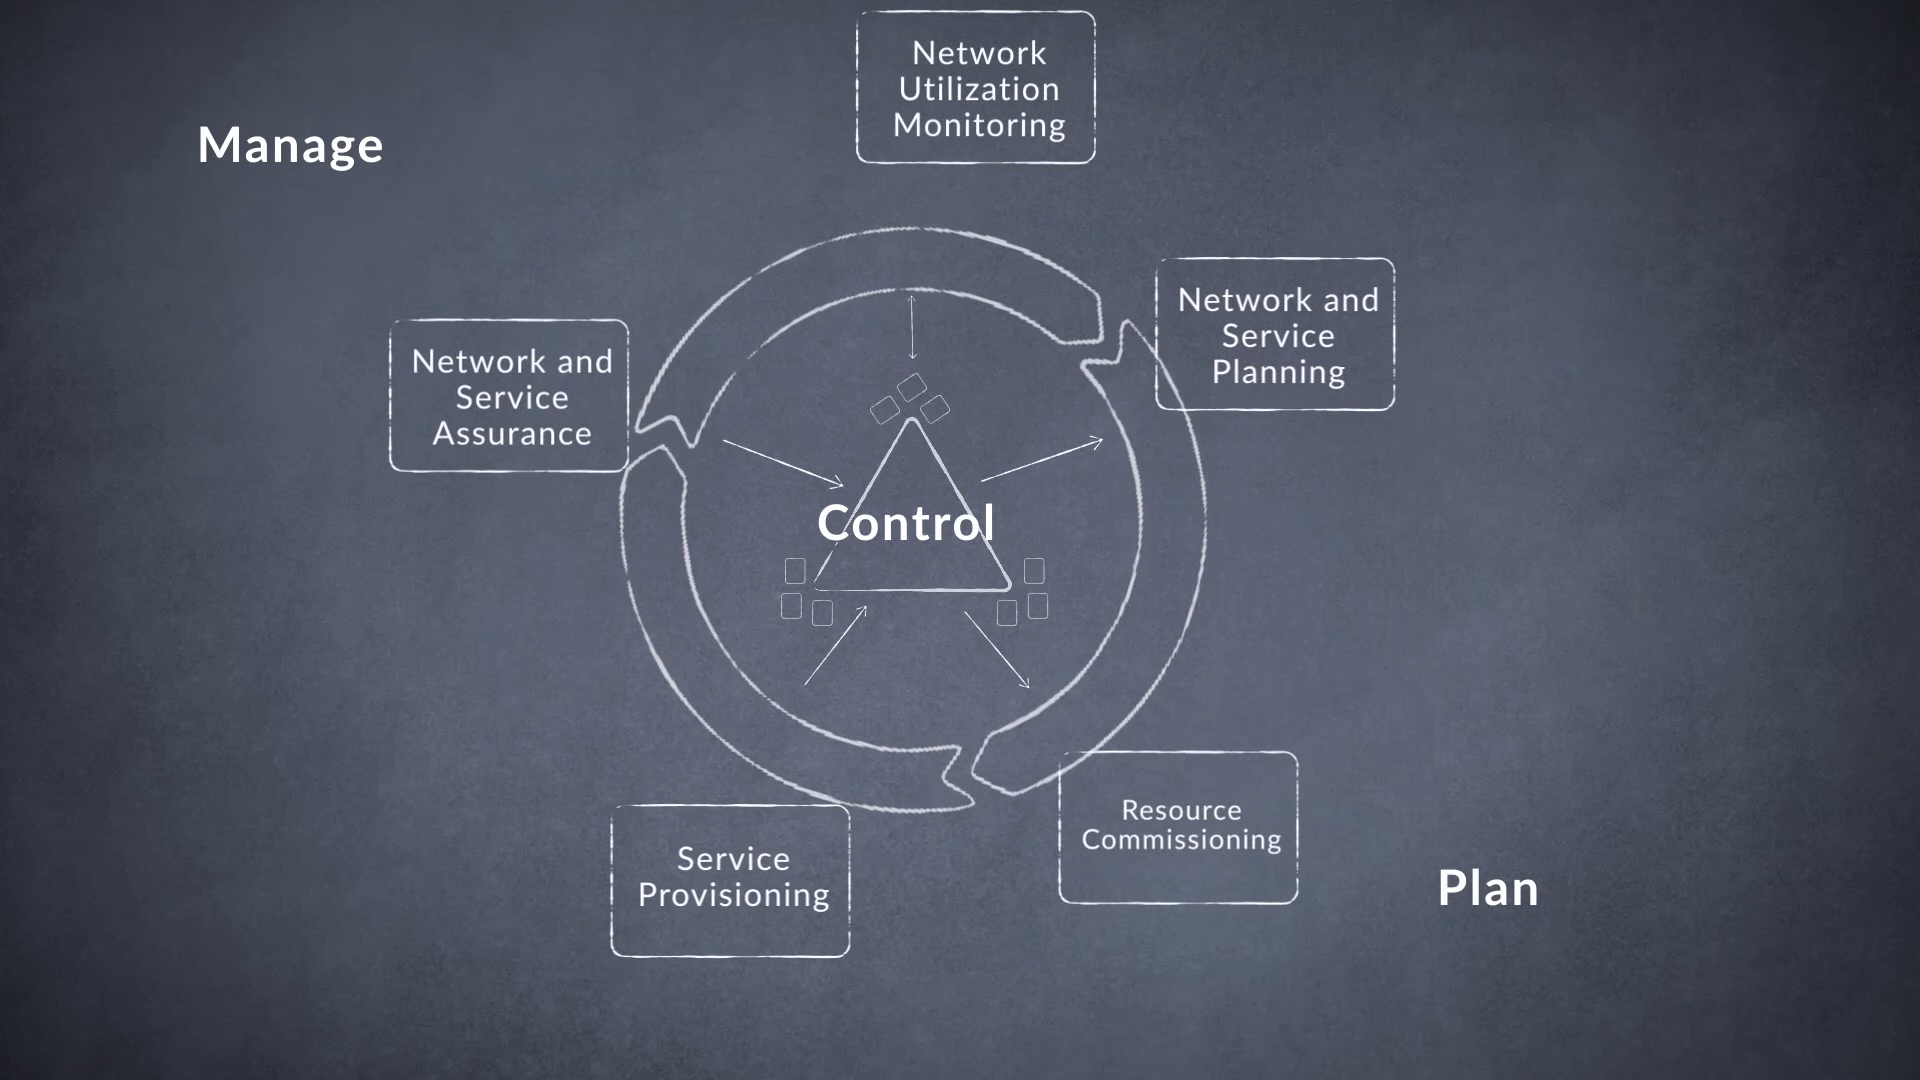 Network
Utilization
Monitoring
Manage
Network and
Service
Planning
Network and
Service
Assurance
Control
Resource
Commissioning
Service
Provisioning
Plan